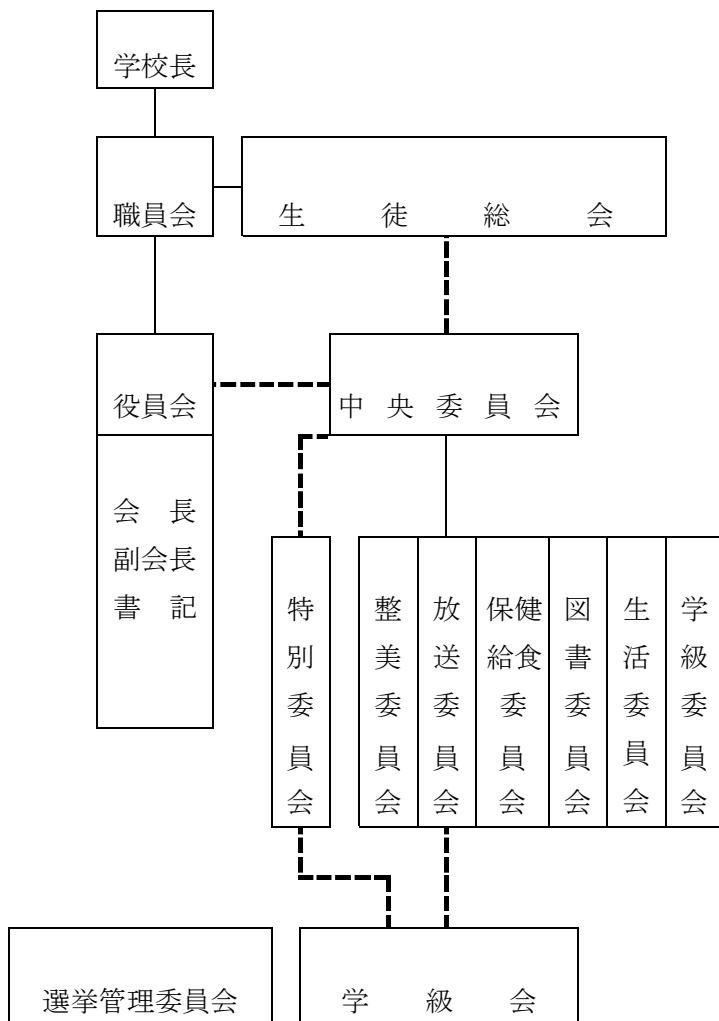 学校長
職員会
生徒総会
役員会
中央委員会
会長
副会長
書記
特別委員会
整美委員会
放送委員会
保健給食委員会
図書委員会
生活委員会
学級委員会
選挙管理委員会
学級会